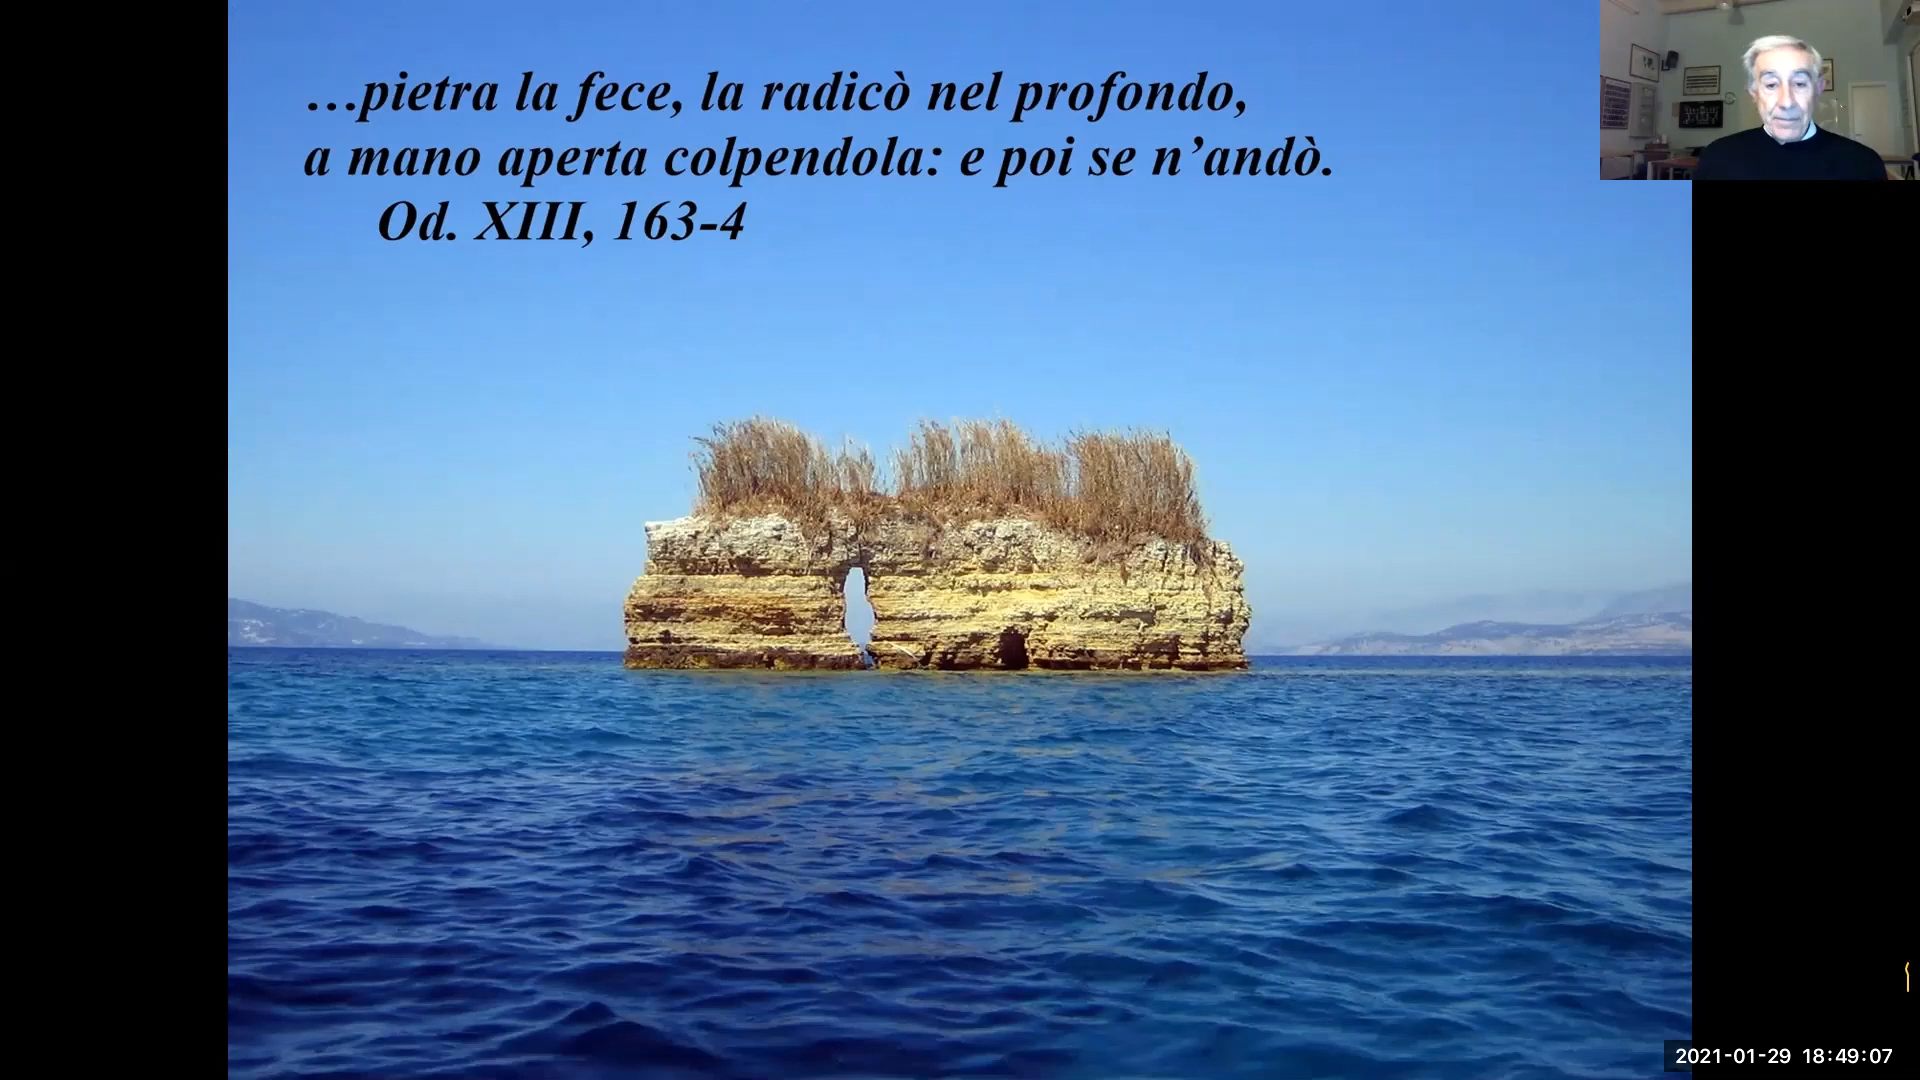 …pietra la fece, la radicò nel profondo,
a mano aperta colpendola: e poi se n’andò.
Od. XIII, 163-4
2021-01-29 18:49:07